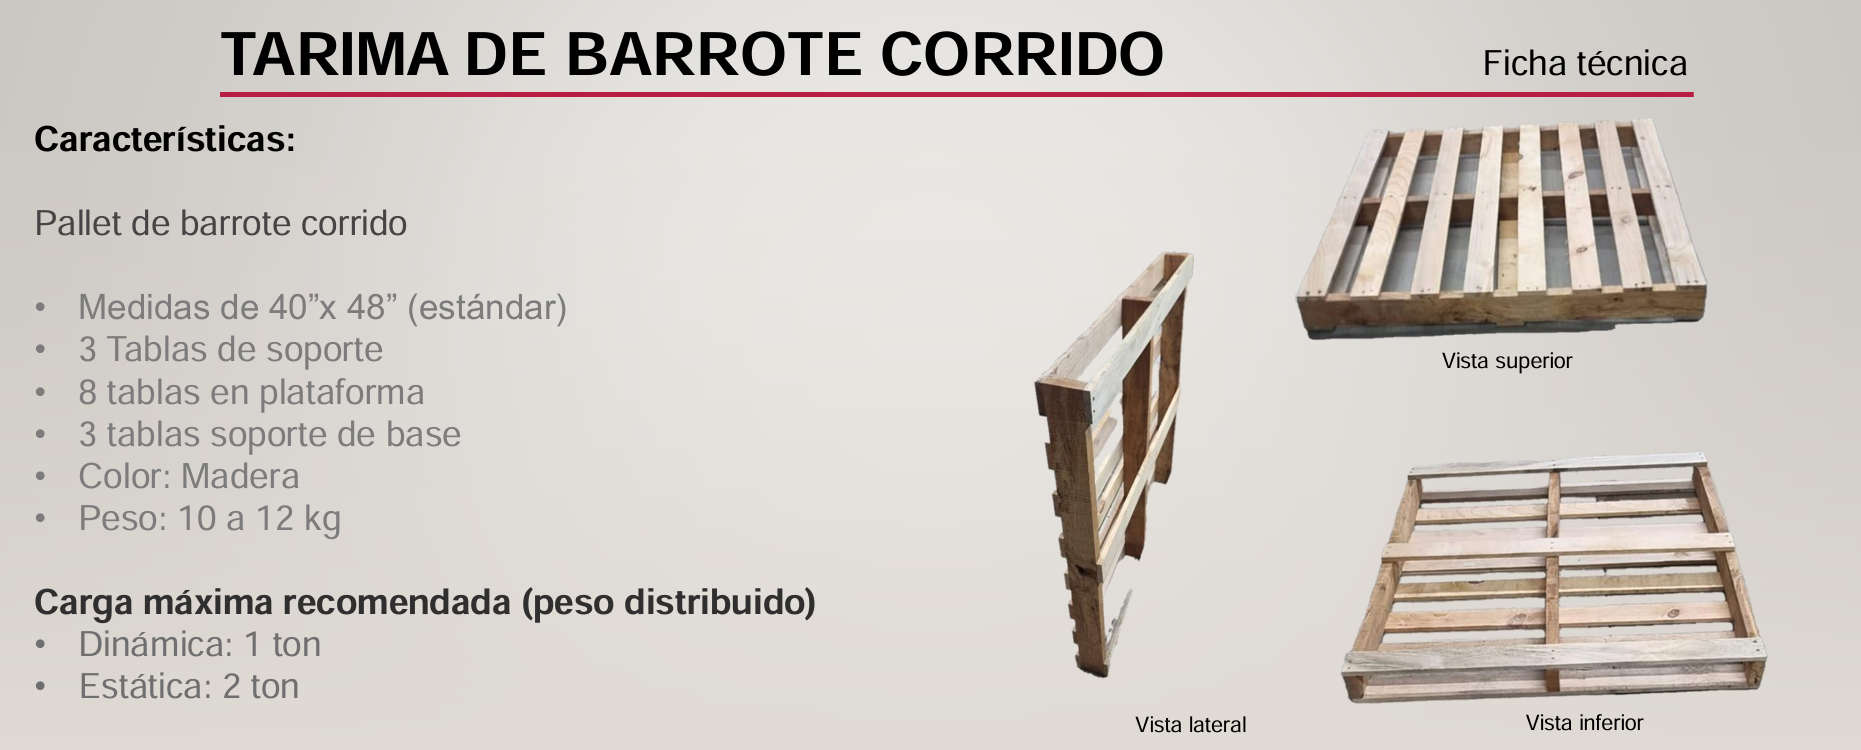 TARIMA DE BARROTE CORRIDO
Ficha técnica
Características:
Pallet de barrote corrido
• Medidas de 40”x 48” (estándar)
• 3 Tablas de soporte
• 8 tablas en plataforma
• 3 tablas soporte de base
• Color: Madera
• Peso: 10 a 12 kg
Carga máxima recomendada (peso distribuido)
• Dinámica: 1 ton
• Estática: 2 ton
Vista superior
Vista lateral
Vista inferior